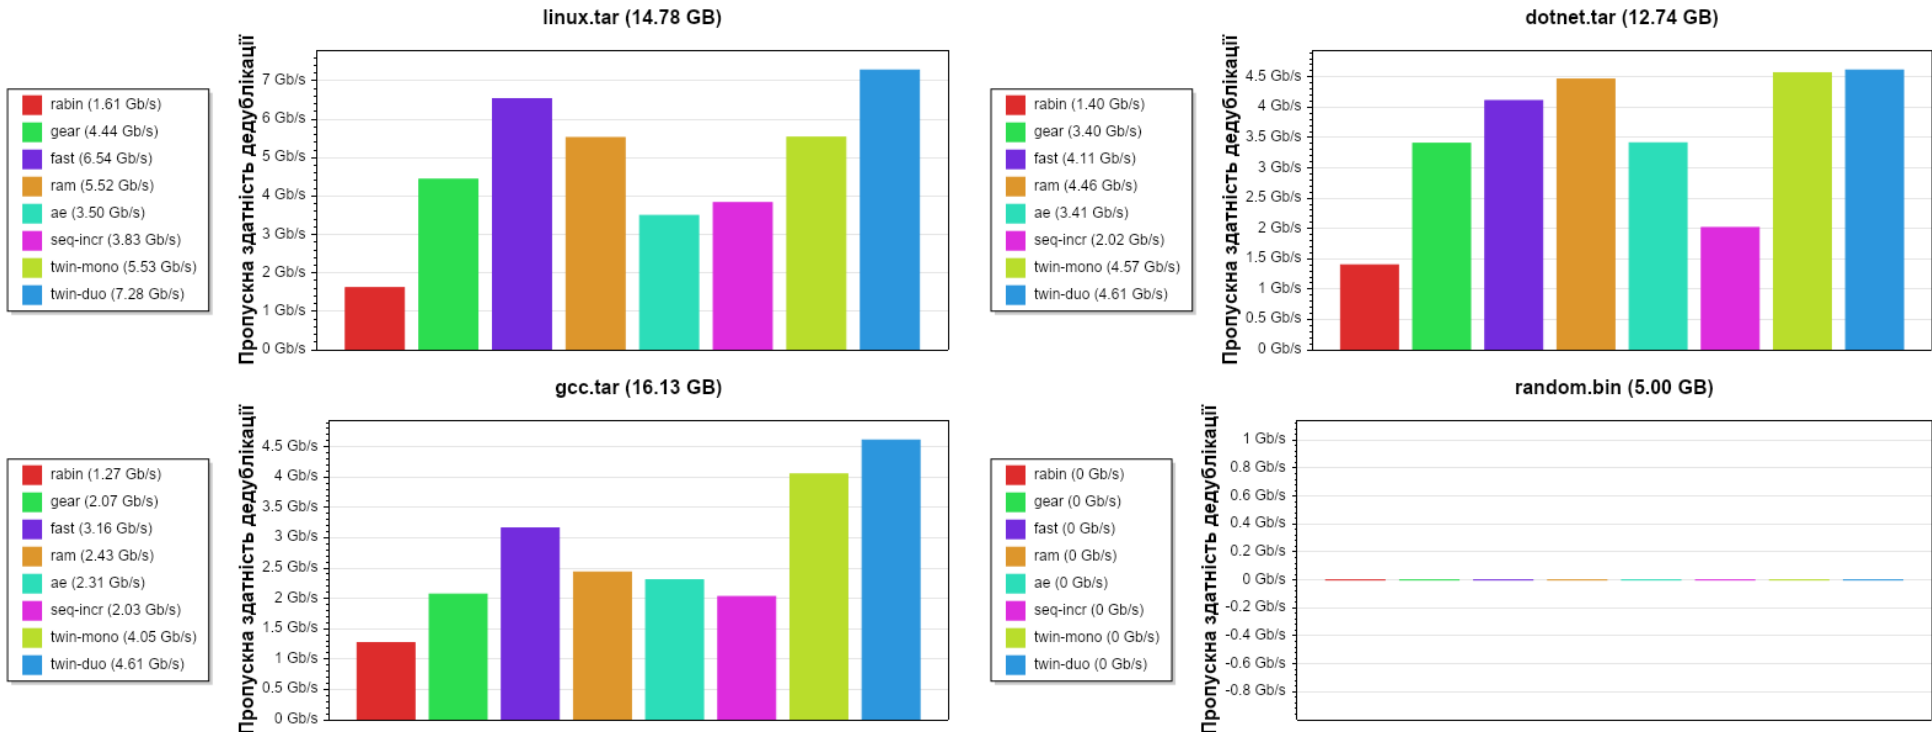 linux.tar (14.78 GB)
rabin (1.61 Gb/s)
gear (4.44 Gb/s)
fast (6.54 Gb/s)
ram (5.52 Gb/s)
ae (3.50 Gb/s)
seq-incr (3.83 Gb/s)
twin-mono (5.53 Gb/s)
twin-duo (7.28 Gb/s)
Пропускна здатність дедублікації
7 Gb/s
6 Gb/s
5 Gb/s
4 Gb/s
3 Gb/s
2 Gb/s
1 Gb/s
0 Gb/s
dotnet.tar (12.74 GB)
rabin (1.40 Gb/s)
gear (3.40 Gb/s)
fast (4.11 Gb/s)
ram (4.46 Gb/s)
ae (3.41 Gb/s)
seq-incr (2.02 Gb/s)
twin-mono (4.57 Gb/s)
twin-duo (4.61 Gb/s)
Пропускна здатність дедублікації
4.5 Gb/s
4 Gb/s
3.5 Gb/s
3 Gb/s
2.5 Gb/s
2 Gb/s
1.5 Gb/s
1 Gb/s
0.5 Gb/s
0 Gb/s
gcc.tar (16.13 GB)
rabin (1.27 Gb/s)
gear (2.07 Gb/s)
fast (3.16 Gb/s)
ram (2.43 Gb/s)
ae (2.31 Gb/s)
seq-incr (2.03 Gb/s)
twin-mono (4.05 Gb/s)
twin-duo (4.61 Gb/s)
Пропускна здатність дедублікації
4.5 Gb/s
4 Gb/s
3.5 Gb/s
3 Gb/s
2.5 Gb/s
2 Gb/s
1.5 Gb/s
1 Gb/s
0.5 Gb/s
0 Gb/s
random.bin (5.00 GB)
rabin (0 Gb/s)
gear (0 Gb/s)
fast (0 Gb/s)
ram (0 Gb/s)
ae (0 Gb/s)
seq-incr (0 Gb/s)
twin-mono (0 Gb/s)
twin-duo (0 Gb/s)
Пропускна здатність дедублікації
1 Gb/s
0.8 Gb/s
0.6 Gb/s
0.4 Gb/s
0.2 Gb/s
0 Gb/s
-0.2 Gb/s
-0.4 Gb/s
-0.6 Gb/s
-0.8 Gb/s